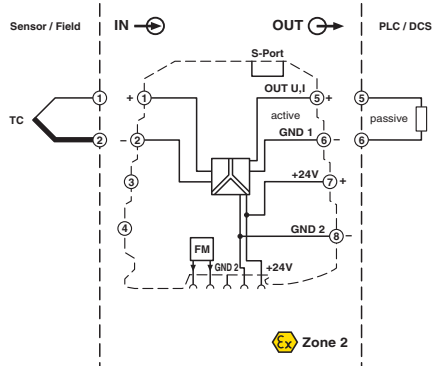 Sensor / Field
IN
OUT
PLC / DCS
S-Port
OUT U,I
1
+ 1
5 +
5
TC
active
passive
GND 1
2
– 2
6 –
6
+24V
3
7 +
4
GND 2
8 –
FM
GND 2
+24V
Ex Zone 2